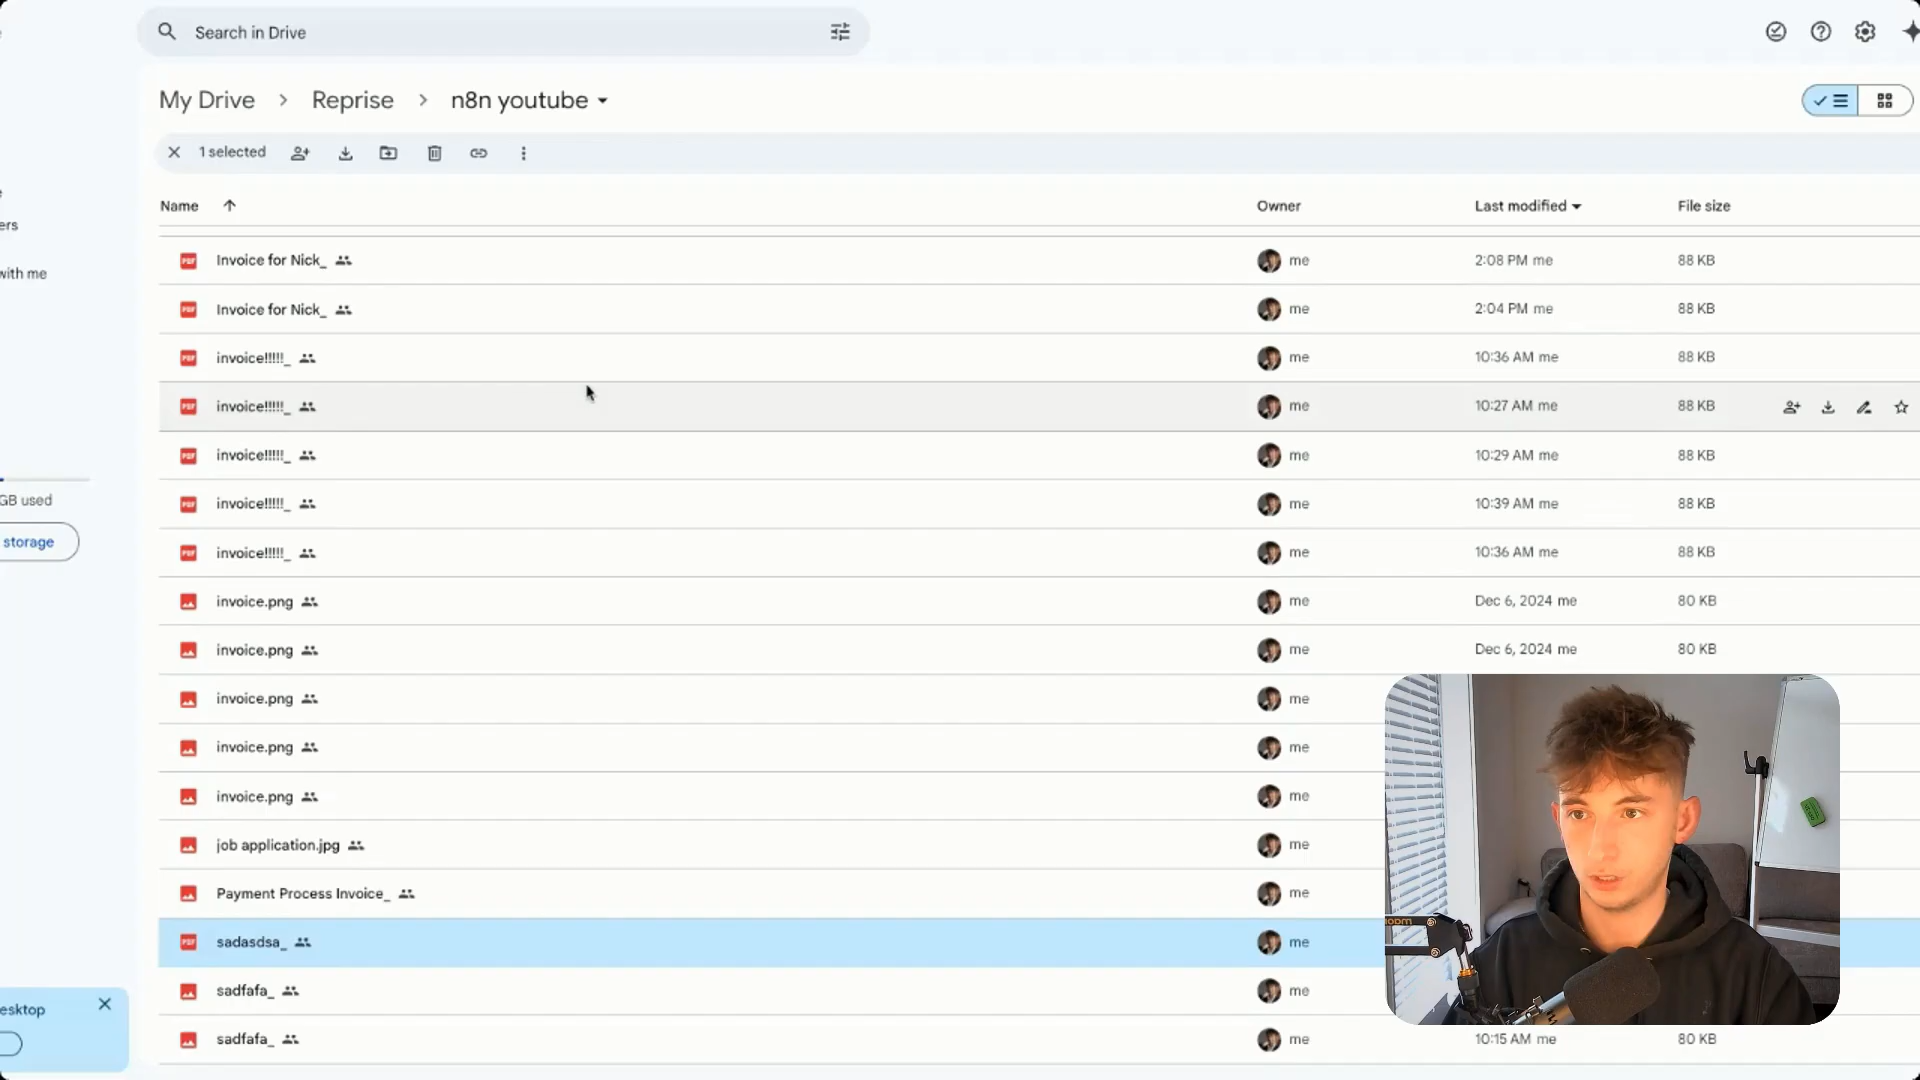 Search in Drive
My Drive > Reprise > n8n youtube
1 selected
Name Owner Last modified File size
Invoice for Nick_ me 2:08 PM me 88 KB
Invoice for Nick_ me 2:04 PM me 88 KB
invoice!!!!!_ me 10:36 AM me 88 KB
invoice!!!!!_ me 10:27 AM me 88 KB
invoice!!!!!_ me 10:29 AM me 88 KB
invoice!!!!!_ me 10:39 AM me 88 KB
invoice!!!!!_ me 10:36 AM me 88 KB
invoice.png me Dec 6, 2024 me 80 KB
invoice.png me Dec 6, 2024 me 80 KB
invoice.png me
invoice.png me
invoice.png me
job application.jpg me
Payment Process Invoice_ me
sadasdsa_ me
sadfafa_ me
sadfafa_ me 10:15 AM me 80 KB
ers
with me
GB used
storage
esktop